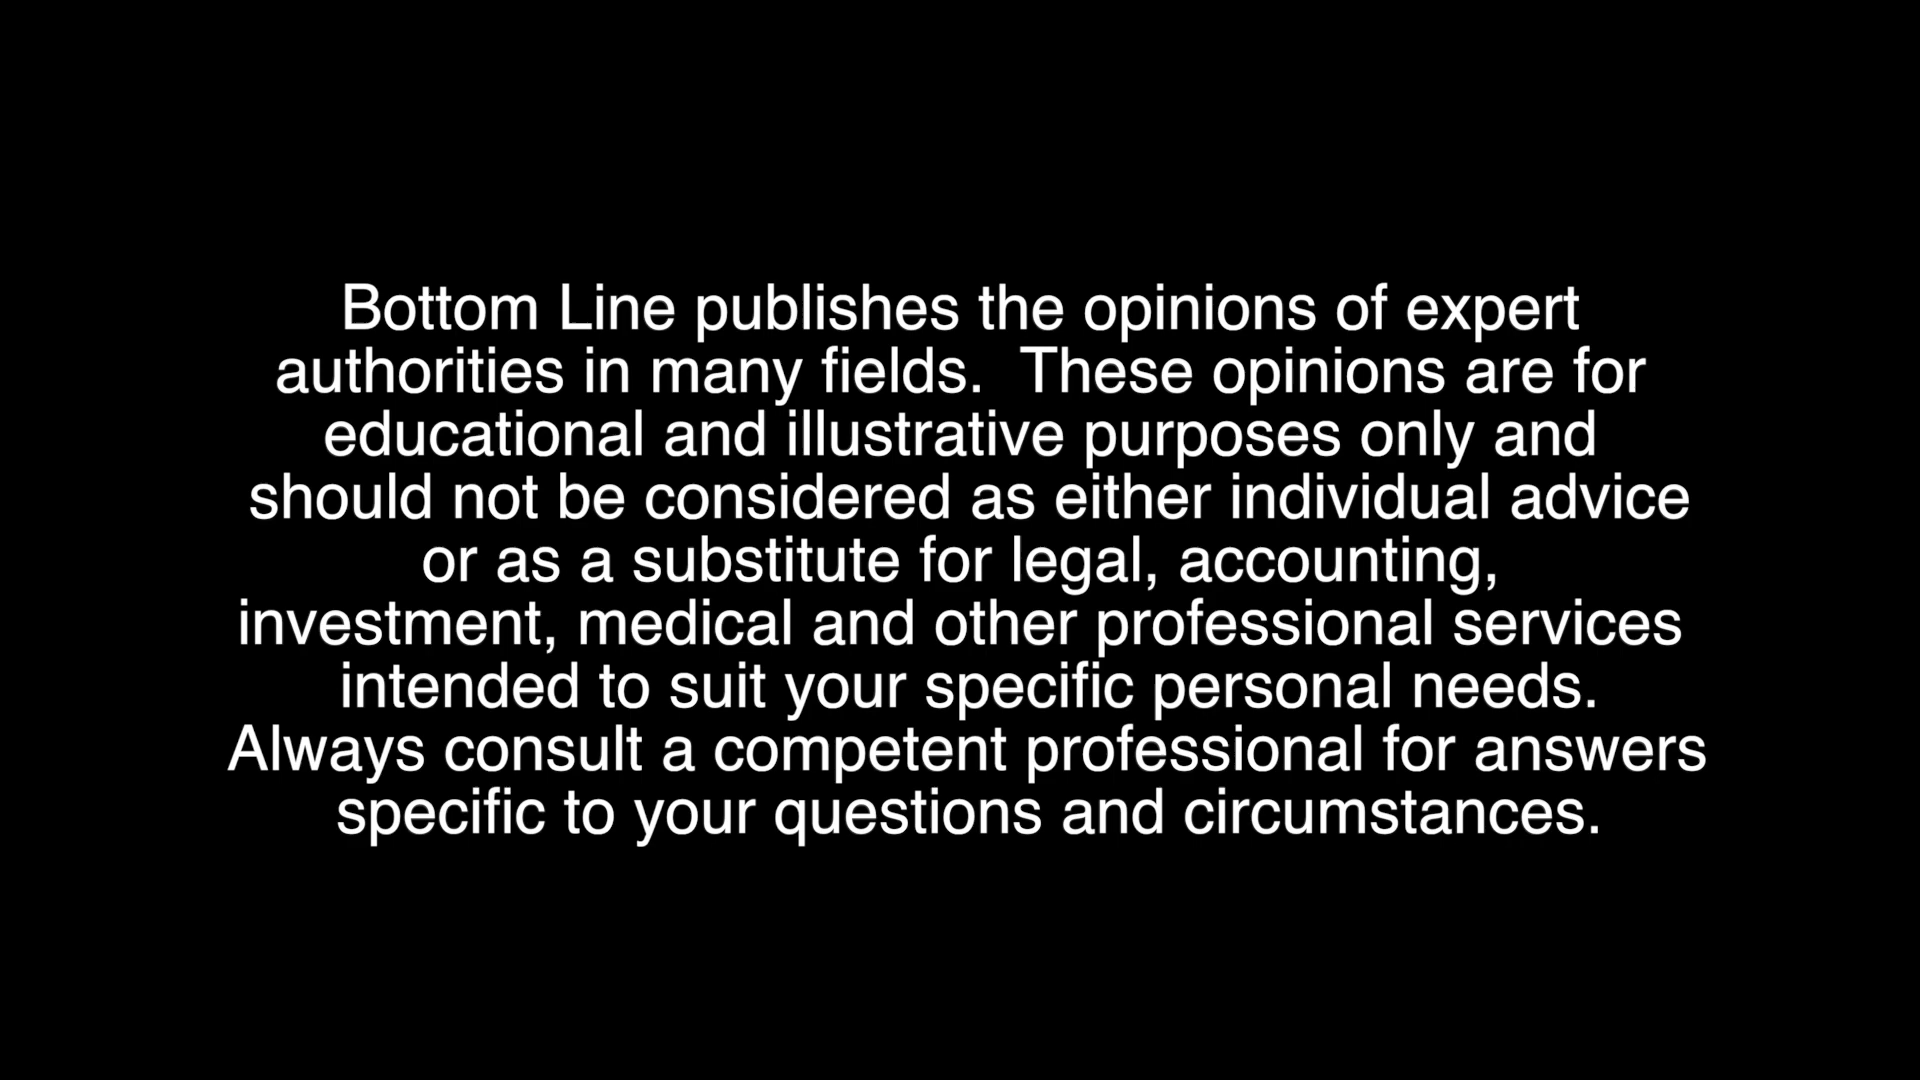 Bottom Line publishes the opinions of expert
authorities in many fields.  These opinions are for
educational and illustrative purposes only and
should not be considered as either individual advice
or as a substitute for legal, accounting,
investment, medical and other professional services
intended to suit your specific personal needs.
Always consult a competent professional for answers
specific to your questions and circumstances.